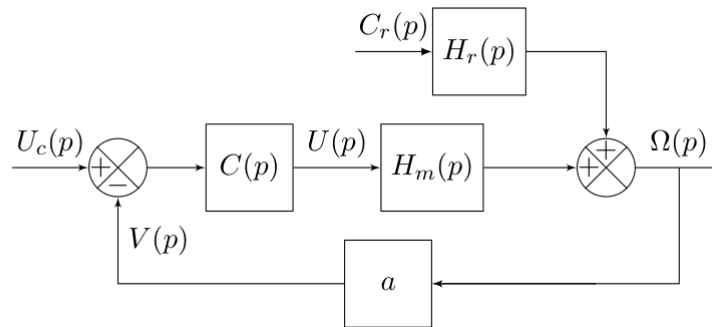 C_r(p)
H_r(p)
U_c(p)
+
−
C(p)
U(p)
H_m(p)
+
+
Ω(p)
V(p)
a